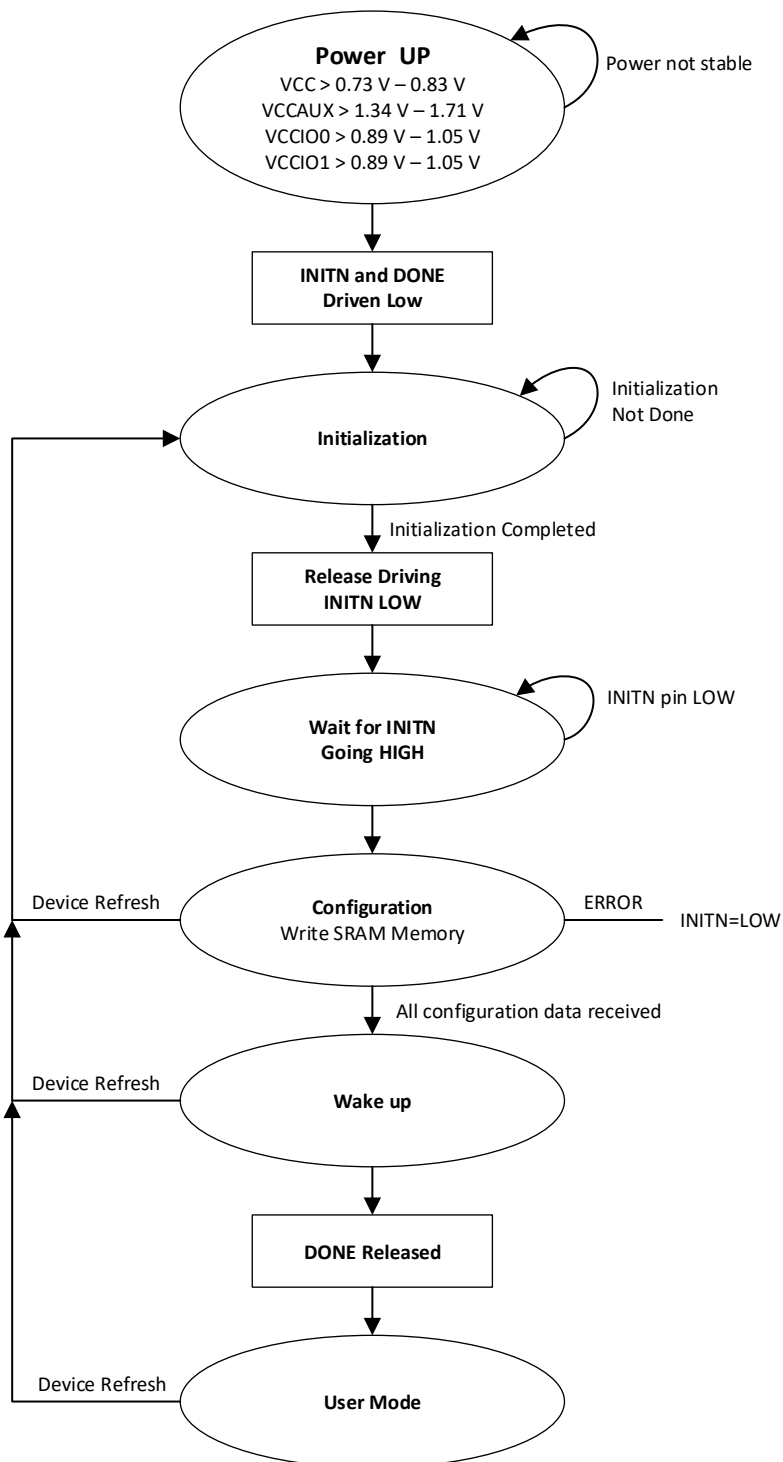 Power UP
VCC > 0.73 V – 0.83 V
VCCAUX > 1.34 V – 1.71 V
VCCIO0 > 0.89 V – 1.05 V
VCCIO1 > 0.89 V – 1.05 V
Power not stable
INITN and DONE
Driven Low
Initialization
Initialization
Not Done
Initialization Completed
Release Driving
INITN LOW
Wait for INITN
Going HIGH
INITN pin LOW
Device Refresh
Configuration
Write SRAM Memory
ERROR
INITN=LOW
All configuration data received
Device Refresh
Wake up
DONE Released
Device Refresh
User Mode